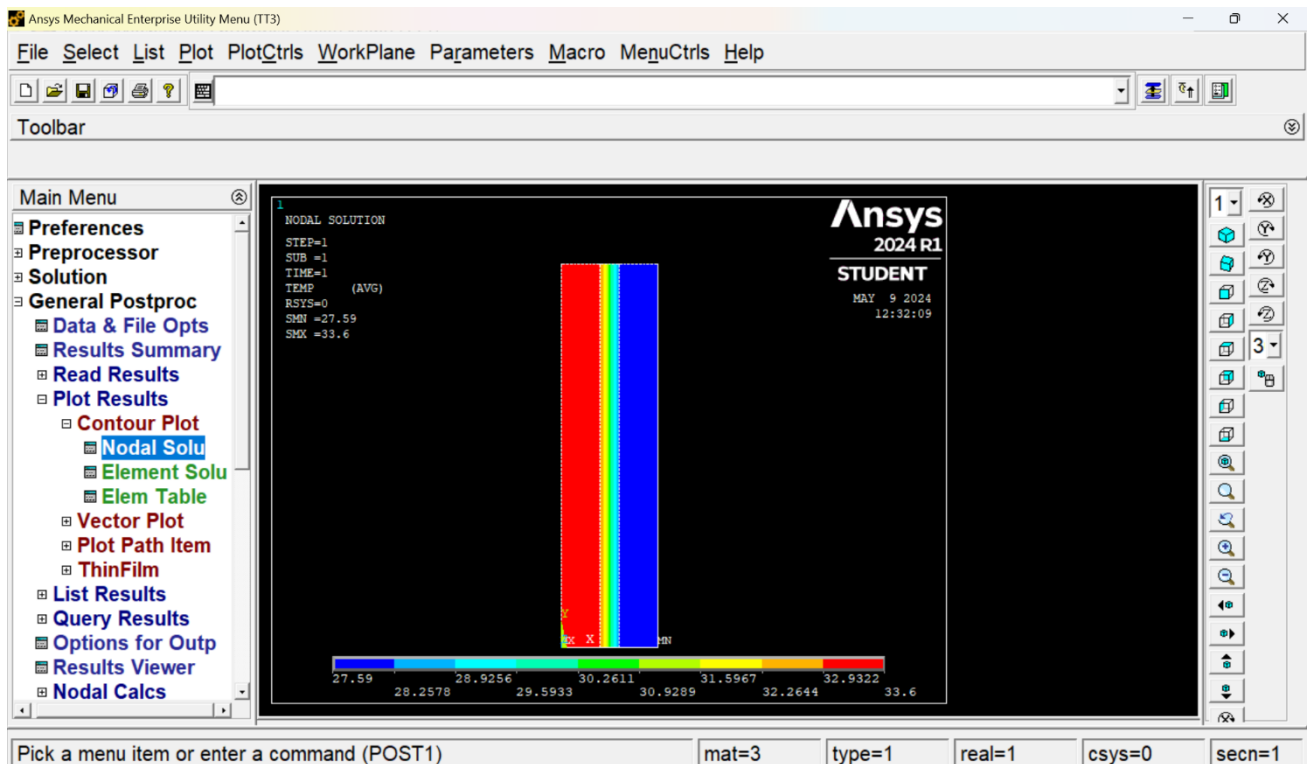 Ansys Mechanical Enterprise Utility Menu (TT3)
File Select List Plot PlotCtrls WorkPlane Parameters Macro MenuCtrls Help
Toolbar
Main Menu
Preferences
Preprocessor
Solution
General Postproc
Data & File Opts
Results Summary
Read Results
Plot Results
Contour Plot
Nodal Solu
Element Solu
Elem Table
Vector Plot
Plot Path Item
ThinFilm
List Results
Query Results
Options for Outp
Results Viewer
Nodal Calcs
1
NODAL SOLUTION
STEP=1
SUB =1
TIME=1
TEMP (AVG)
RSYS=0
SMN =27.59
SMX =33.6
Ansys
2024 R1
STUDENT
MAY 9 2024
12:32:09
Y
X
MN
27.59 28.9256 30.2611 31.5967 32.9322
28.2578 29.5933 30.9289 32.2644 33.6
1
3
Pick a menu item or enter a command (POST1) mat=3 type=1 real=1 csys=0 secn=1